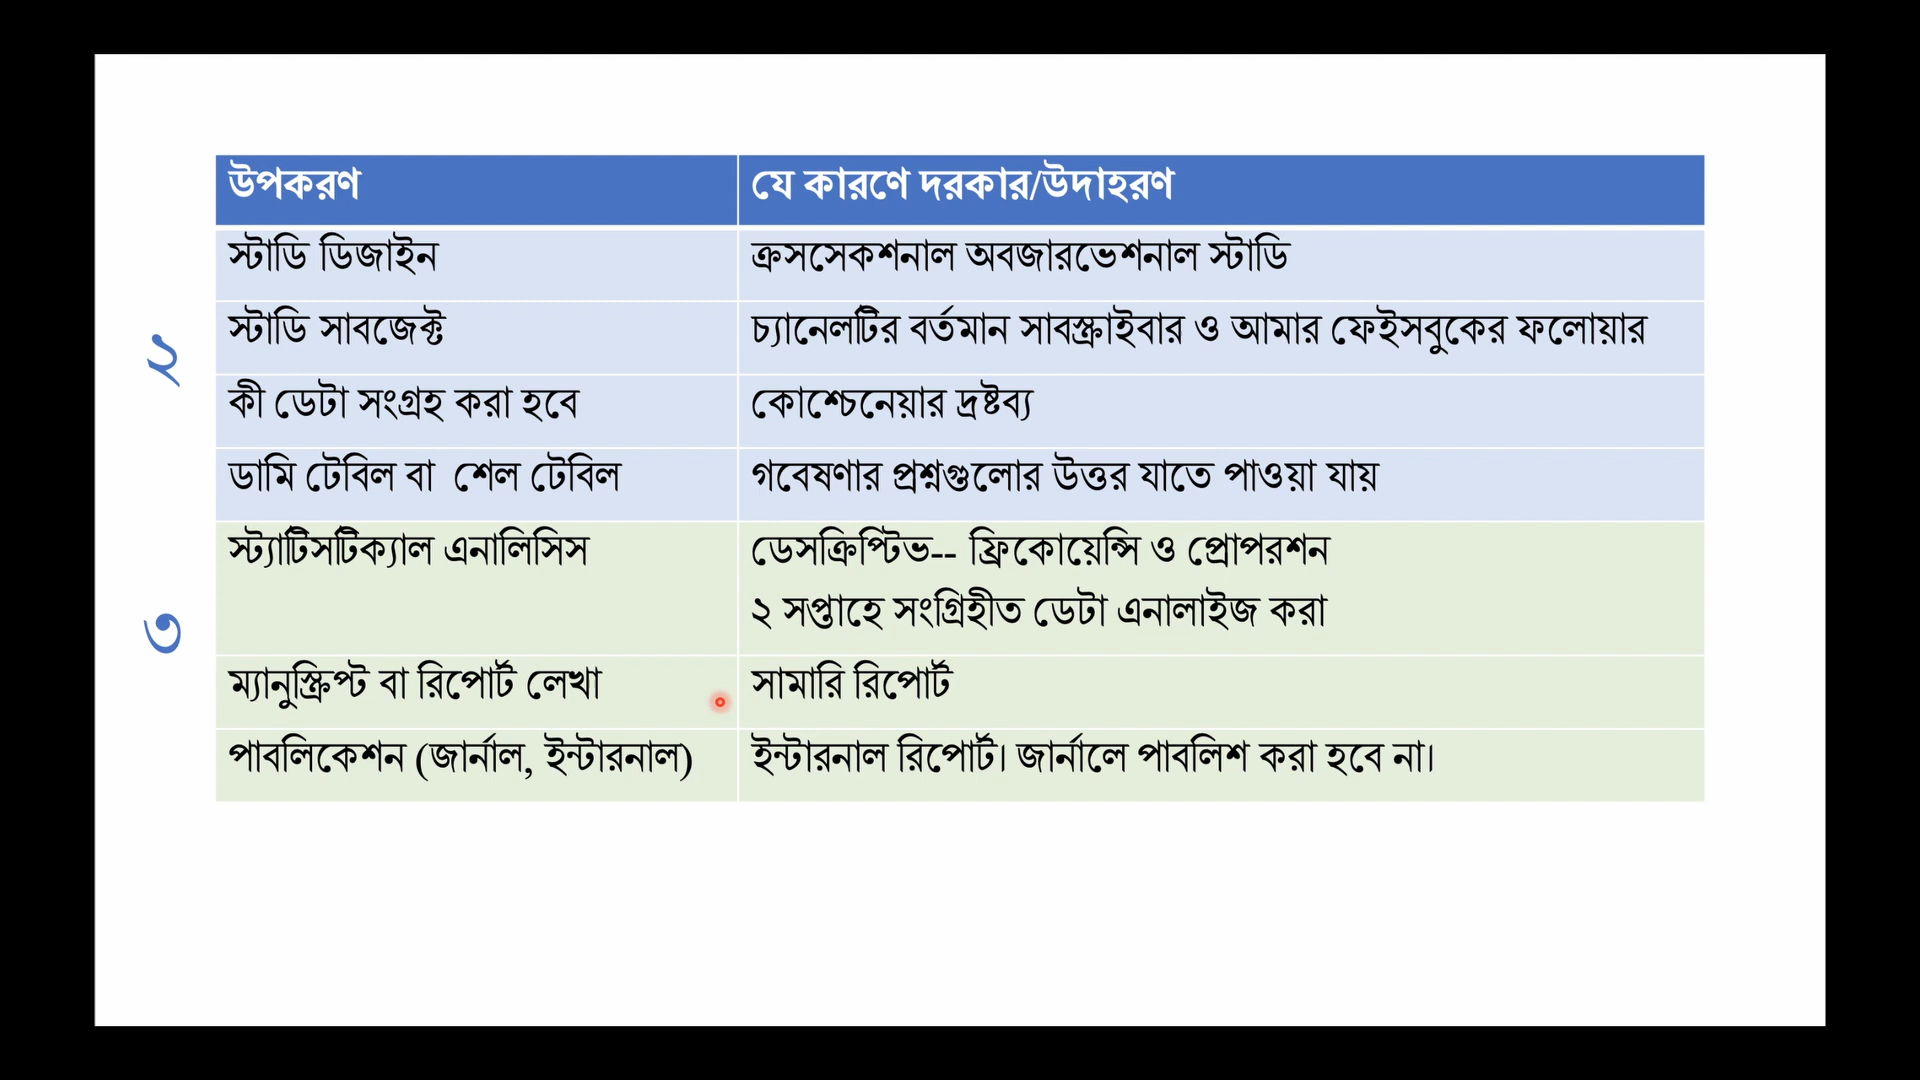 উপকরণ
যে কারণে দরকার/উদাহরণ
স্টাডি ডিজাইন
ক্রসসেকশনাল অবজারভেশনাল স্টাডি
২
স্টাডি সাবজেক্ট
চ্যানেলটির বর্তমান সাবস্ক্রাইবার ও আমার ফেইসবুকের ফলোয়ার
কী ডেটা সংগ্রহ করা হবে
কোশ্চেনেয়ার দ্রষ্টব্য
ডামি টেবিল বা শেল টেবিল
গবেষণার প্রশ্নগুলোর উত্তর যাতে পাওয়া যায়
৩
স্ট্যাটিসটিক্যাল এনালিসিস
ডেসক্রিপ্টিভ-- ফ্রিকোয়েন্সি ও প্রোপরশন
২ সপ্তাহে সংগ্রিহীত ডেটা এনালাইজ করা
ম্যানুস্ক্রিপ্ট বা রিপোর্ট লেখা
সামারি রিপোর্ট
পাবলিকেশন (জার্নাল, ইন্টারনাল)
ইন্টারনাল রিপোর্ট। জার্নালে পাবলিশ করা হবে না।